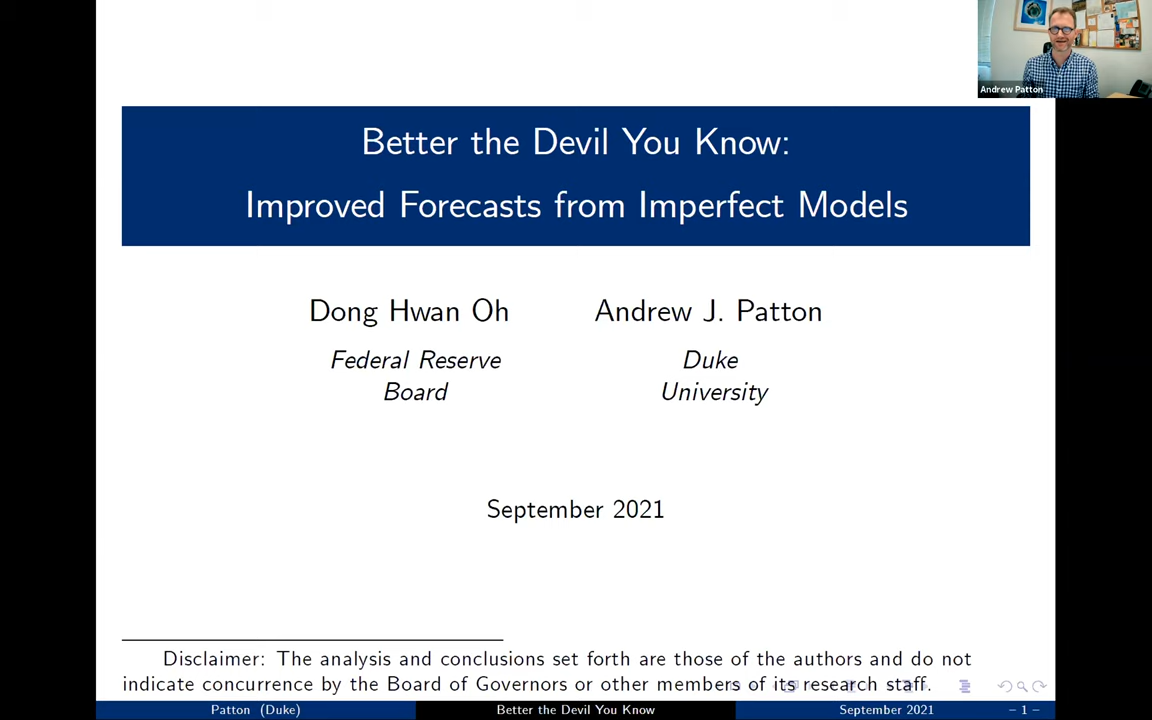 Andrew Patton
Better the Devil You Know:
Improved Forecasts from Imperfect Models
Dong Hwan Oh
Andrew J. Patton
Federal Reserve
Board
Duke
University
September 2021
Disclaimer: The analysis and conclusions set forth are those of the authors and do not
indicate concurrence by the Board of Governors or other members of its research staff.
Patton (Duke)
Better the Devil You Know
September 2021
– 1 –